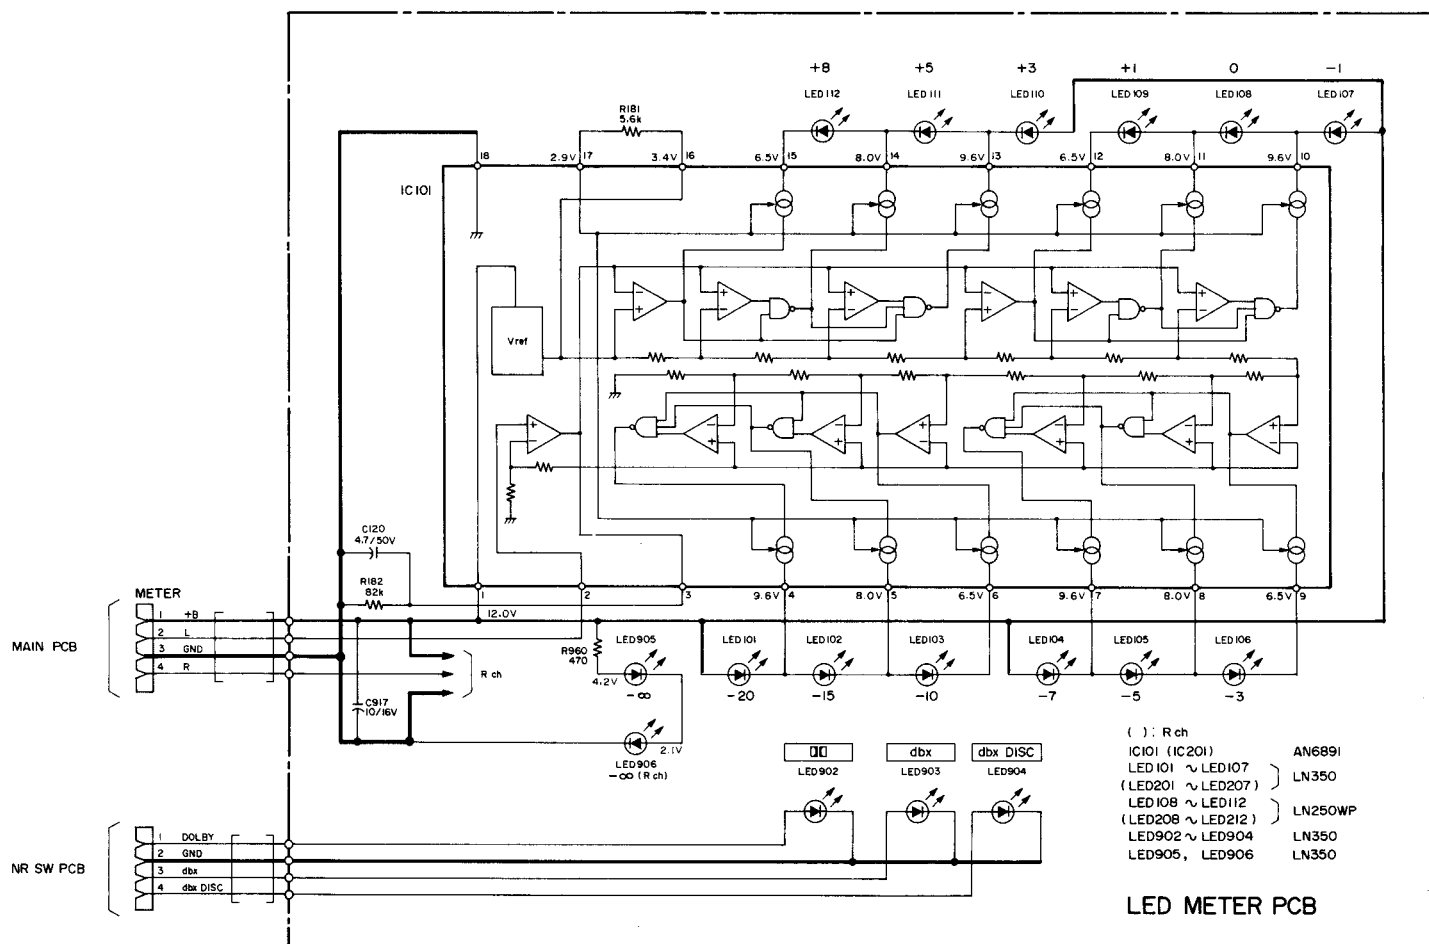 +8 +5 +3 +1 0 -1
LED112 LED111 LED110 LED109 LED108 LED107
R181
5.6k
18 2.9V 17 3.4V 16 6.5V 15 8.0V 14 9.6V 13 6.5V 12 8.0V 11 9.6V 10
IC101
Vref
+ -
C120
4.7/50V
R182
82k
1 2 3 9.6V 4 8.0V 5 6.5V 6 9.6V 7 8.0V 8 6.5V 9
12.0V
METER
MAIN PCB
1 +B
2 L
3 GND
4 R
R ch
C917
10/16V
R960
470
4.2V
LED905
-∞
2.1V
LED906
-∞ (R ch)
LED101 LED102 LED103 LED104 LED105 LED106
-20 -15 -10 -7 -5 -3
dbx dbx DISC
LED902 LED903 LED904
( ) : R ch
IC101 (IC201) AN6891
LED101 ~ LED107
(LED201 ~ LED207) LN350
LED108 ~ LED112
(LED208 ~ LED212) LN250WP
LED902 ~ LED904 LN350
LED905, LED906 LN350
NR SW PCB
1 DOLBY
2 GND
3 dbx
4 dbx DISC
LED METER PCB